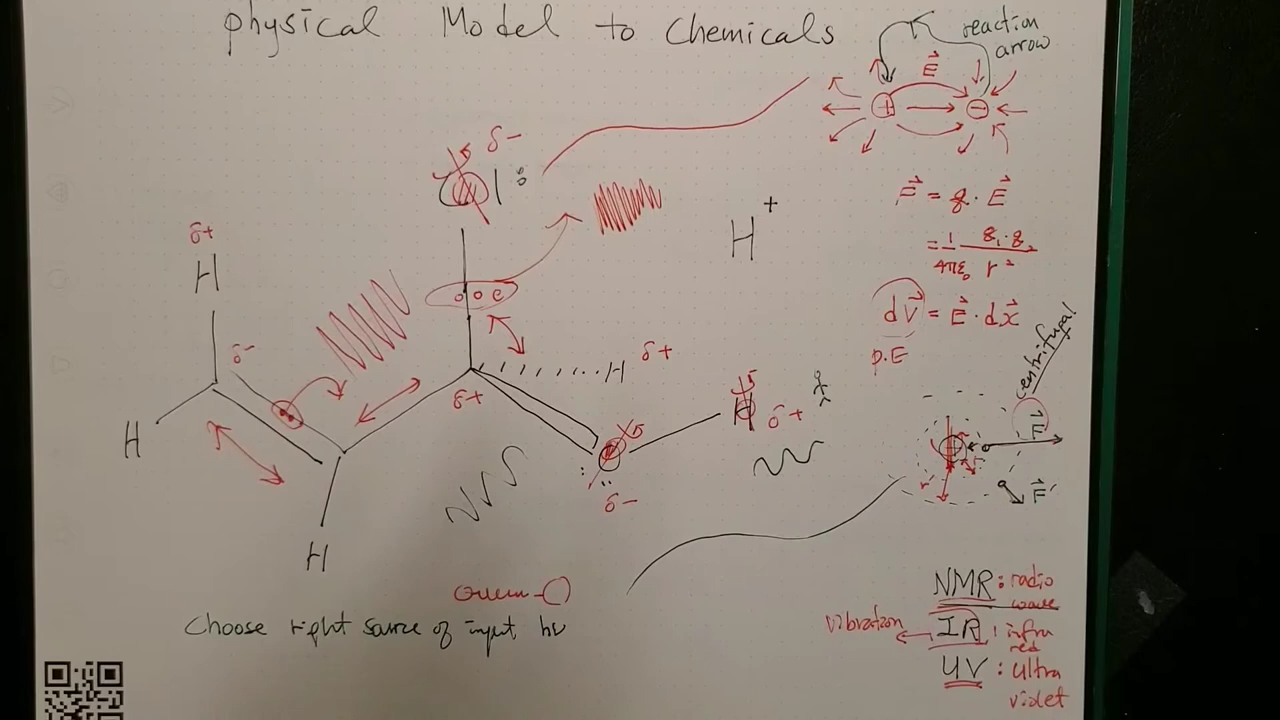 physical Model to Chemicals
reaction
arrow
E
+ −
δ−
Cl
F = q · E
= 1/4πε₀ q₁·q₂/r²
dV = E · dx
P.E
H +
δ+
H
δ−
H δ+
δ+
H δ+
δ−
H
H
centrifugal
F
+
r
F'
NMR: radio
wave
vibration
IR: infra
red
UV: ultra
violet
Choose right source of input hν